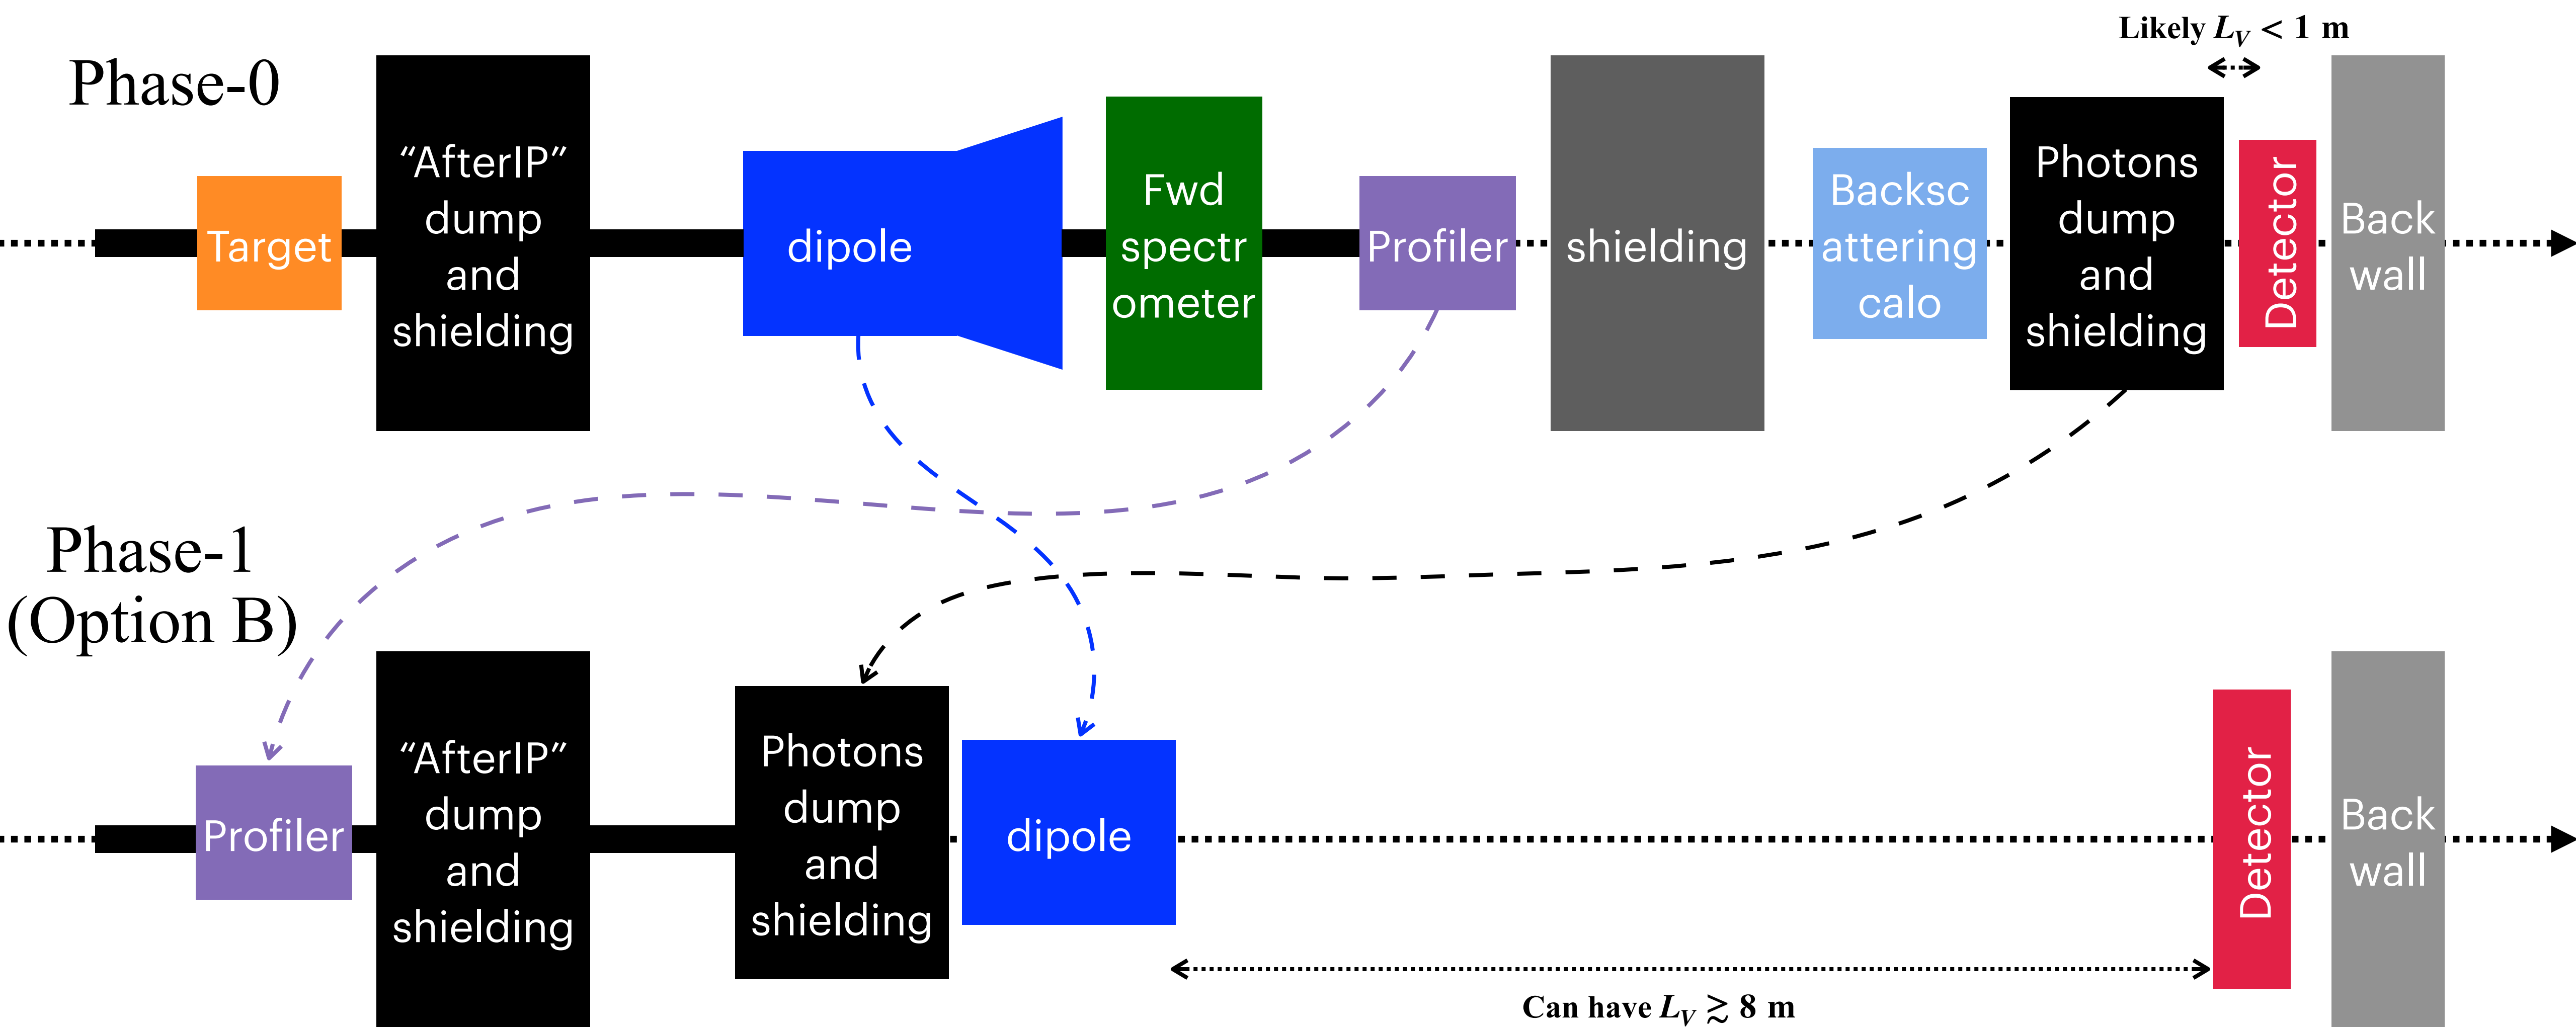 Likely L_V < 1 m
Phase-0
Target
“AfterIP”
dump
and
shielding
dipole
Fwd
spectr
ometer
Profiler
shielding
Backsc
attering
calo
Photons
dump
and
shielding
Detector
Back
wall
Phase-1
(Option B)
Profiler
“AfterIP”
dump
and
shielding
Photons
dump
and
shielding
dipole
Detector
Back
wall
Can have L_V ≳ 8 m